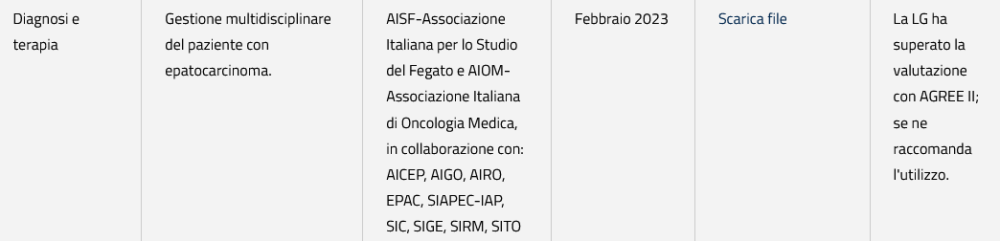 Diagnosi e
terapia
Gestione multidisciplinare
del paziente con
epatocarcinoma.
AISF-Associazione
Italiana per lo Studio
del Fegato e AIOM-
Associazione Italiana
di Oncologia Medica,
in collaborazione con:
AICEP, AIGO, AIRO,
EPAC, SIAPEC-IAP,
SIC, SIGE, SIRM, SITO
Febbraio 2023
Scarica file
La LG ha
superato la
valutazione
con AGREE II;
se ne
raccomanda
l'utilizzo.